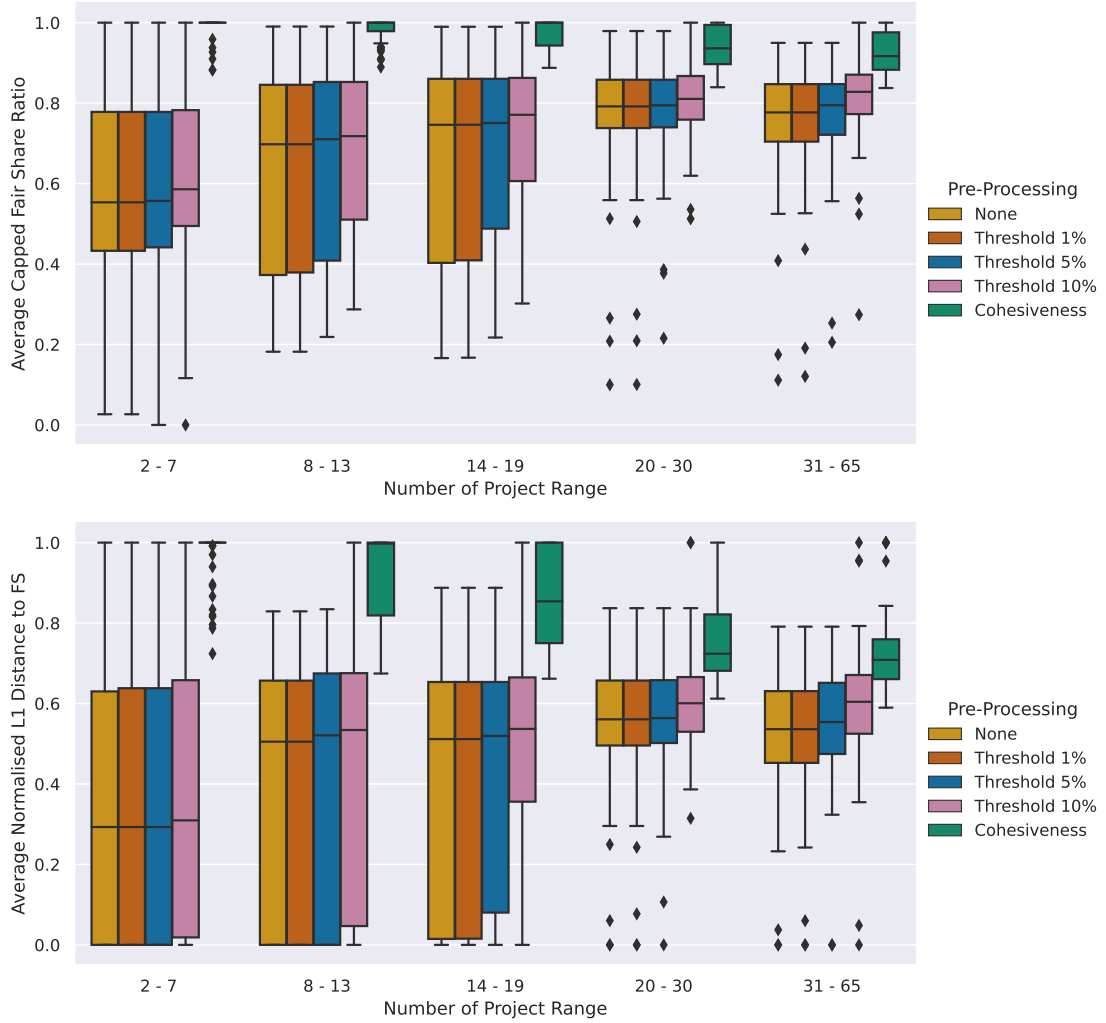 Average Capped Fair Share Ratio
1.0
0.8
0.6
0.4
0.2
0.0
2 - 7
8 - 13
14 - 19
20 - 30
31 - 65
Number of Project Range
Pre-Processing
None
Threshold 1%
Threshold 5%
Threshold 10%
Cohesiveness
Average Normalised L1 Distance to FS
1.0
0.8
0.6
0.4
0.2
0.0
2 - 7
8 - 13
14 - 19
20 - 30
31 - 65
Number of Project Range
Pre-Processing
None
Threshold 1%
Threshold 5%
Threshold 10%
Cohesiveness